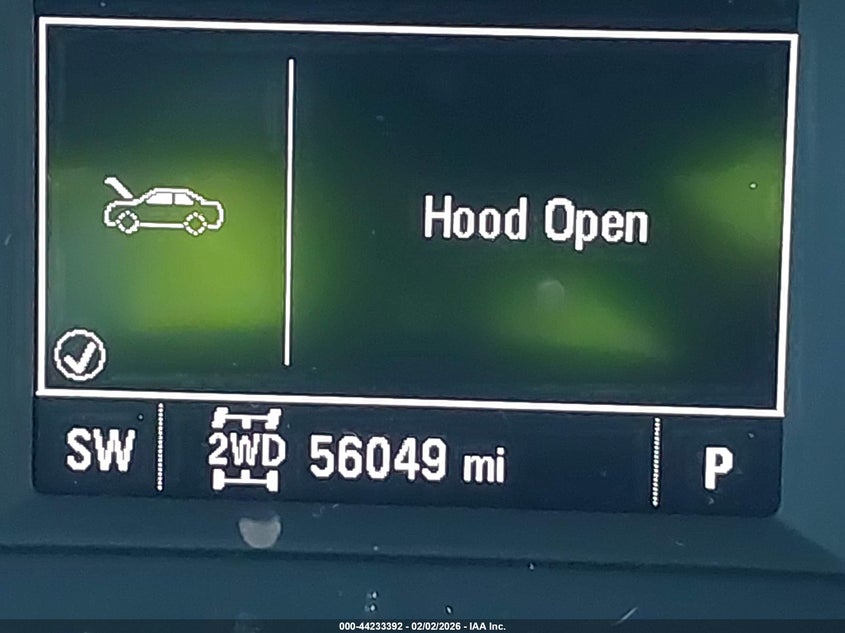 Hood Open
SW 2WD 56049 mi P
000-44233392 - 02/02/2026 - IAA Inc.